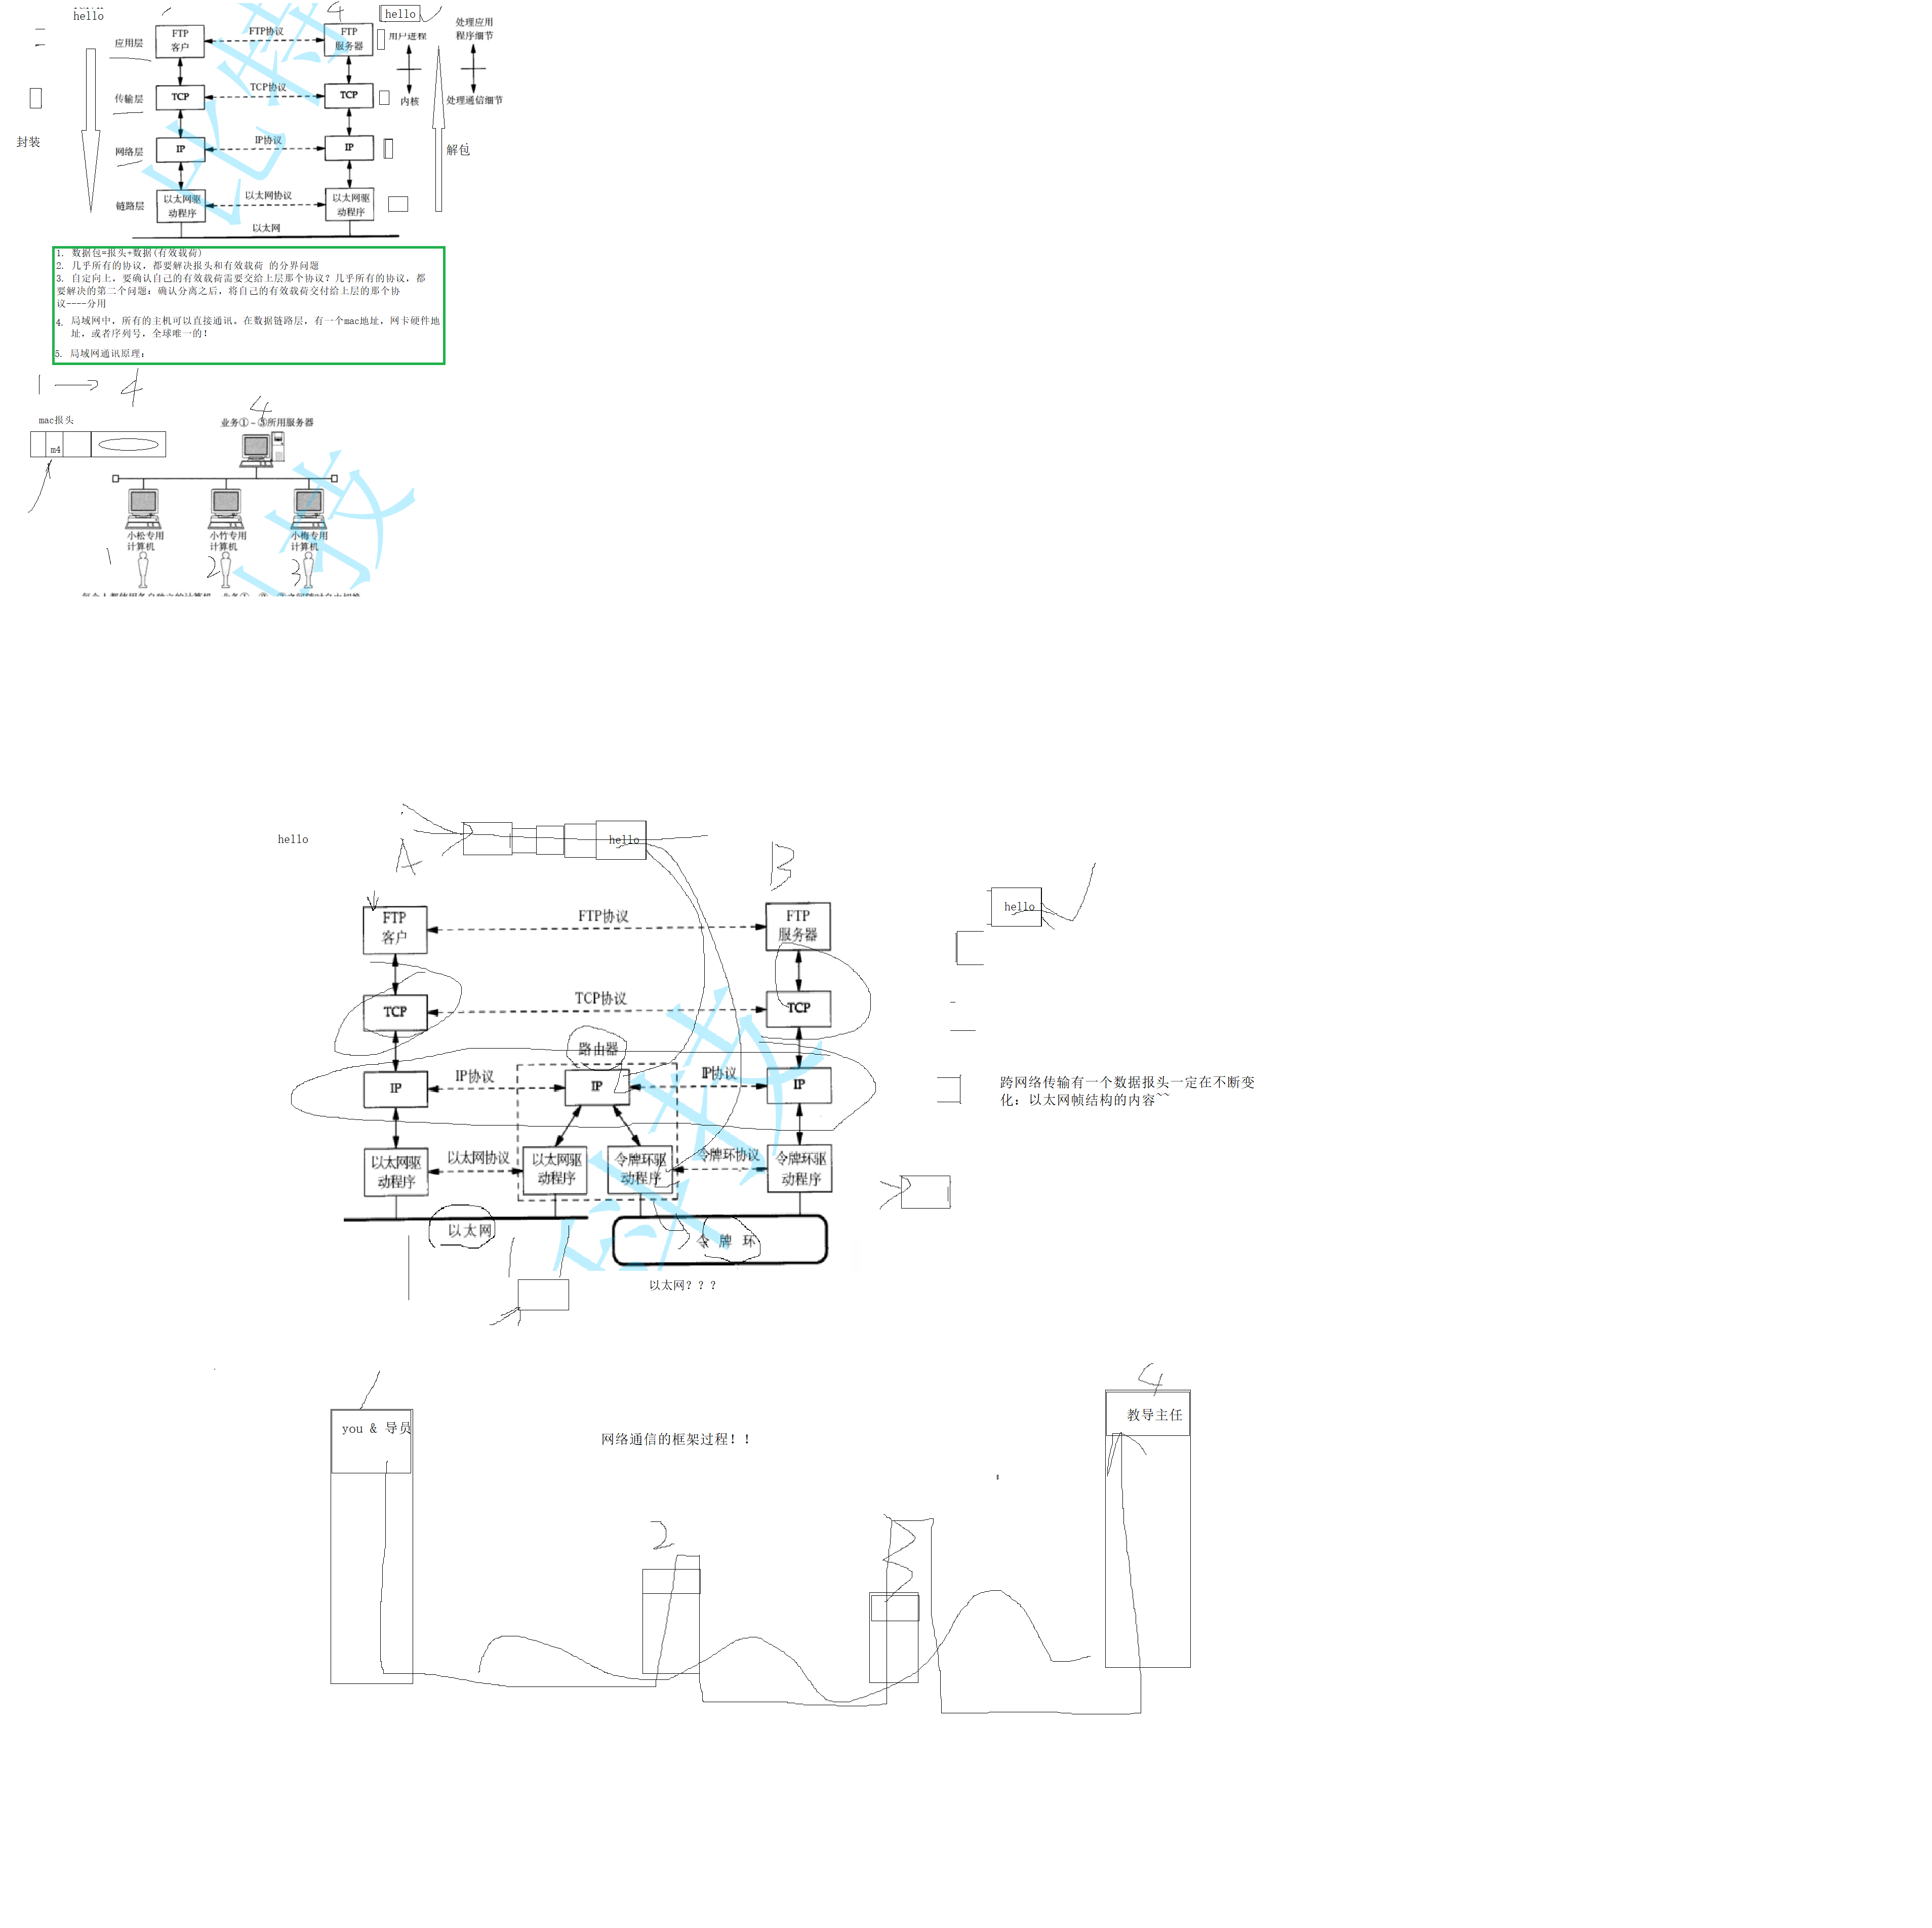 hello
4
hello
处理应用
程序细节
应用层
FTP
客户
FTP协议
FTP
服务器
用户进程
传输层
TCP
TCP协议
TCP
内核
处理通信细节
封装
网络层
IP
IP协议
IP
解包
链路层
以太网驱
动程序
以太网协议
以太网驱
动程序
以太网
1. 数据包=报头+数据(有效载荷)
2. 几乎所有的协议，都要解决报头和有效载荷 的分界问题
3. 自定向上，要确认自己的有效载荷需要交给上层那个协议？几乎所有的协议，都
要解决的第二个问题：确认分离之后，将自己的有效载荷交付给上层的那个协
议----分用
4. 局域网中，所有的主机可以直接通讯，在数据链路层，有一个mac地址，网卡硬件地
址，或者序列号，全球唯一的！
5. 局域网通讯原理：
1 → 4
mac报头
m4
4
业务①～③所用服务器
小松专用
计算机
小竹专用
计算机
小梅专用
计算机
1
2
3
hello
A
hello
B
hello
FTP
客户
FTP协议
FTP
服务器
TCP
TCP协议
TCP
路由器
IP
IP协议
IP
IP协议
IP
跨网络传输有一个数据报头一定在不断变
化：以太网帧结构的内容~~
以太网驱
动程序
以太网协议
以太网驱
动程序
令牌环驱
动程序
令牌环协议
令牌环驱
动程序
以太网
令 牌 环
以太网？？？
1
4
you & 导员
教导主任
网络通信的框架过程！！
2
3